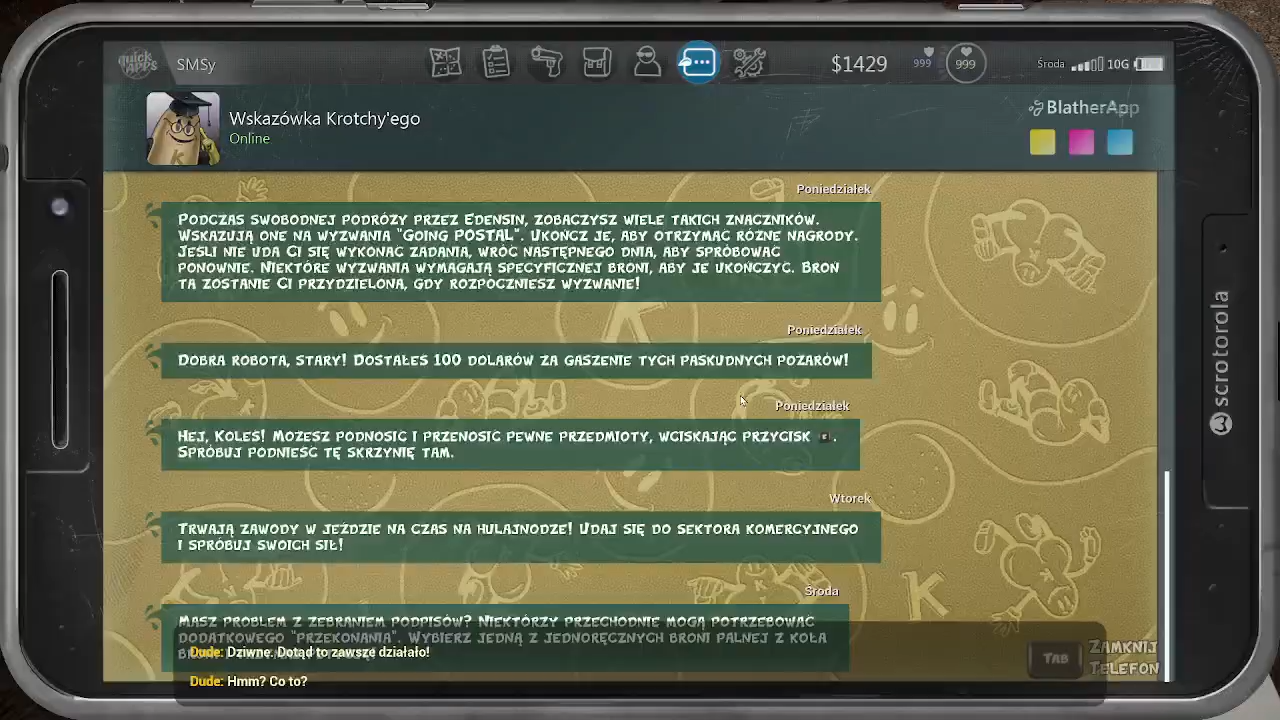 QUICK APPS
SMSy
$1429
999
999
Środa
10G
Wskazówka Krotchy'ego
Online
BlatherApp
Poniedziałek
PODCZAS SWOBODNEJ PODRÓŻY PRZEZ EDENSIN, ZOBACZYSZ WIELE TAKICH ZNACZNIKÓW.
WSKAZUJĄ ONE NA WYZWANIA "GOING POSTAL". UKOŃCZ JE, ABY OTRZYMAĆ RÓŻNE NAGRODY.
JEŚLI NIE UDA CI SIĘ WYKONAĆ ZADANIA, WRÓĆ NASTĘPNEGO DNIA, ABY SPRÓBOWAĆ
PONOWNIE. NIEKTÓRE WYZWANIA WYMAGAJĄ SPECYFICZNEJ BRONI, ABY JE UKOŃCZYĆ. BROŃ
TA ZOSTANIE CI PRZYDZIELONA, GDY ROZPOCZNIESZ WYZWANIE!
Poniedziałek
DOBRA ROBOTA, STARY! DOSTAŁEŚ 100 DOLARÓW ZA GASZENIE TYCH PASKUDNYCH POŻARÓW!
Poniedziałek
HEJ, KOLEŚ! MOŻESZ PODNOSIĆ I PRZENOSIĆ PEWNE PRZEDMIOTY, WCISKAJĄC PRZYCISK E.
SPRÓBUJ PODNIEŚĆ TĘ SKRZYNIĘ TAM.
Wtorek
TRWAJĄ ZAWODY W JEŹDZIE NA CZAS NA HULAJNODZE! UDAJ SIĘ DO SEKTORA KOMERCYJNEGO
I SPRÓBUJ SWOICH SIŁ!
Środa
MASZ PROBLEM Z ZEBRANIEM PODPISÓW? NIEKTÓRZY PRZECHODNIE MOGĄ POTRZEBOWAĆ
DODATKOWEGO "PRZEKONANIA". WYBIERZ JEDNĄ Z JEDNORĘCZNYCH BRONI PALNEJ Z KOŁA
Dude: Dziwne. Dotąd to zawsze działało!
Dude: Hmm? Co to?
TAB
ZAMKNIJ
TELEFON
scrotorola